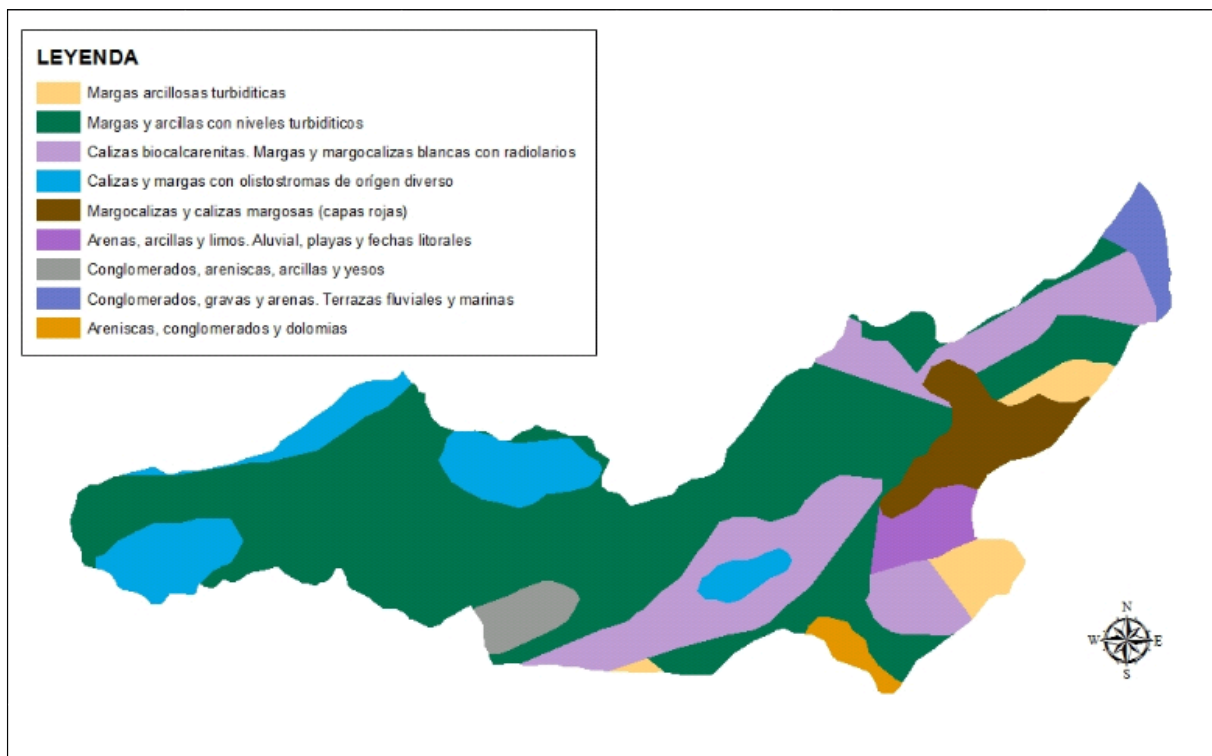 LEYENDA
Margas arcillosas turbidíticas
Margas y arcillas con niveles turbidíticos
Calizas biocalcarenitas. Margas y margocalizas blancas con radiolarios
Calizas y margas con olistostromas de orígen diverso
Margocalizas y calizas margosas (capas rojas)
Arenas, arcillas y limos. Aluvial, playas y fechas litorales
Conglomerados, areniscas, arcillas y yesos
Conglomerados, gravas y arenas. Terrazas fluviales y marinas
Areniscas, conglomerados y dolomias
N
W E
S